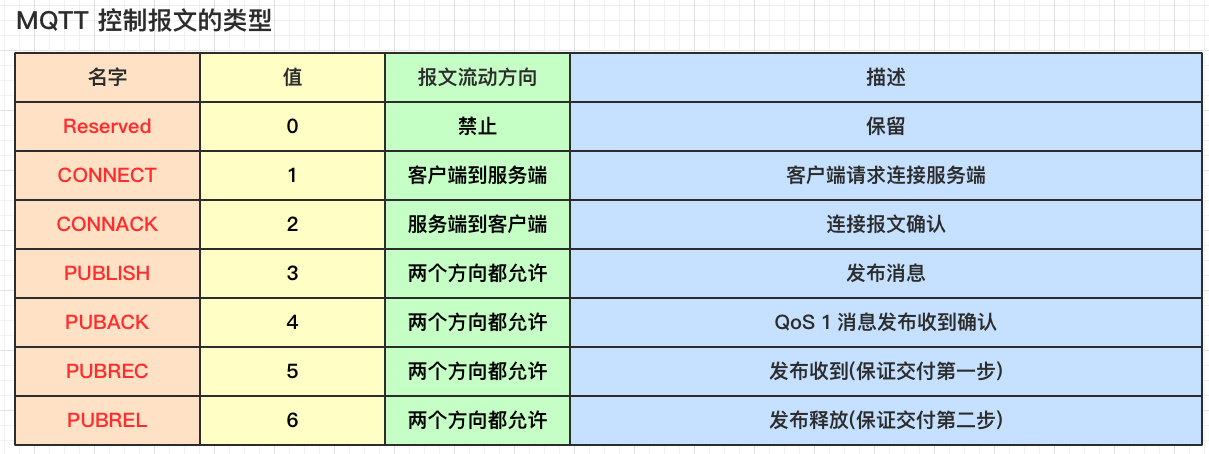 MQTT 控制报文的类型
名字 值 报文流动方向 描述
Reserved 0 禁止 保留
CONNECT 1 客户端到服务端 客户端请求连接服务端
CONNACK 2 服务端到客户端 连接报文确认
PUBLISH 3 两个方向都允许 发布消息
PUBACK 4 两个方向都允许 QoS 1 消息发布收到确认
PUBREC 5 两个方向都允许 发布收到(保证交付第一步)
PUBREL 6 两个方向都允许 发布释放(保证交付第二步)